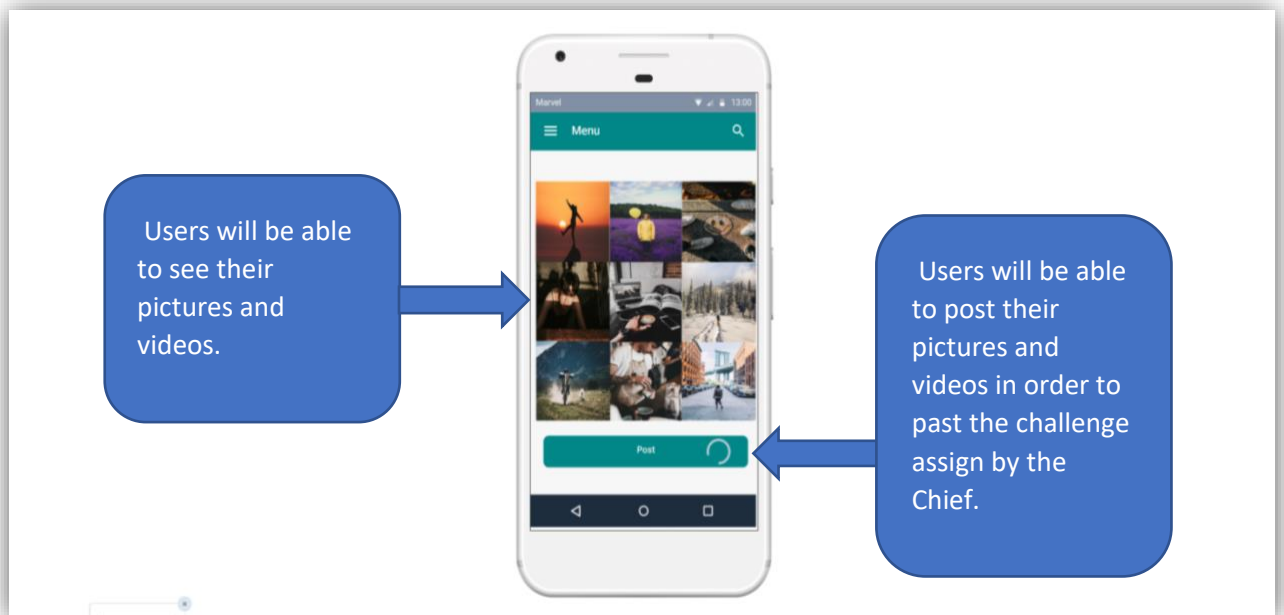 Marvel 13:00
Menu
Users will be able
to see their
pictures and
videos.
Users will be able
to post their
pictures and
videos in order to
past the challenge
assign by the
Chief.
Post